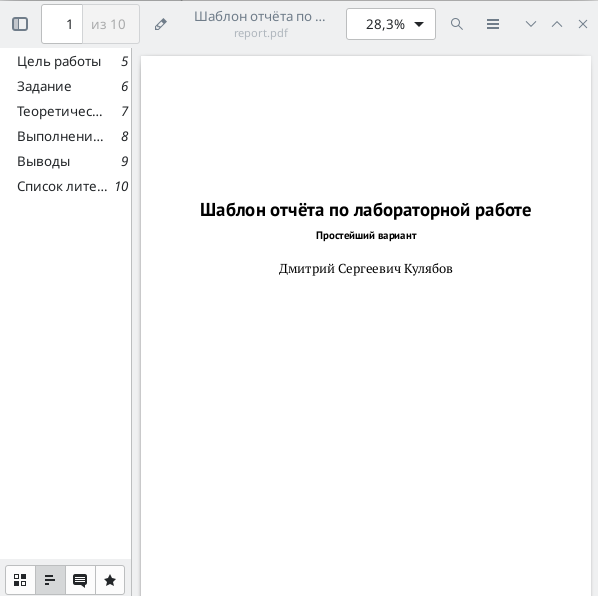 1 из 10
Шаблон отчёта по ...
report.pdf
28,3%
Цель работы 5
Задание 6
Теоретичес... 7
Выполнени... 8
Выводы 9
Список лите... 10
Шаблон отчёта по лабораторной работе
Простейший вариант
Дмитрий Сергеевич Кулябов